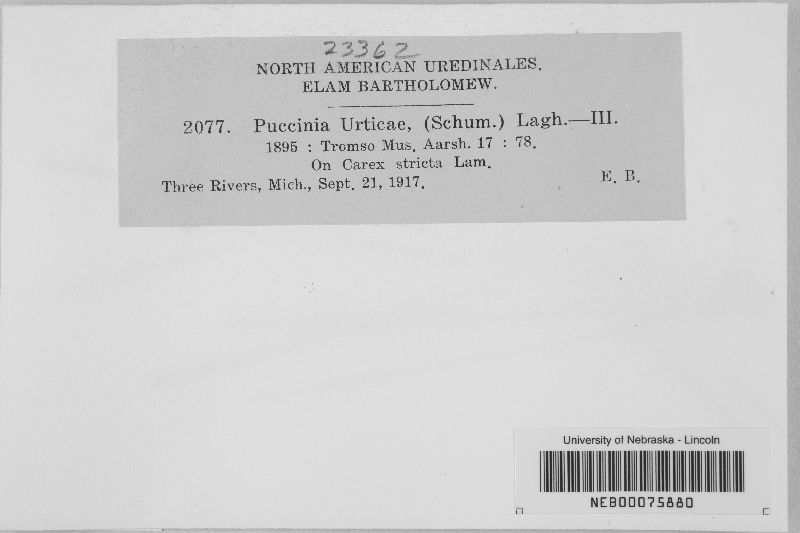 23362
NORTH AMERICAN UREDINALES.
ELAM BARTHOLOMEW.
2077. Puccinia Urticae, (Schum.) Lagh.—III.
1895 : Tromso Mus. Aarsh. 17 : 78.
On Carex stricta Lam.
Three Rivers, Mich., Sept. 21, 1917. E. B.
University of Nebraska - Lincoln
NEB00075880